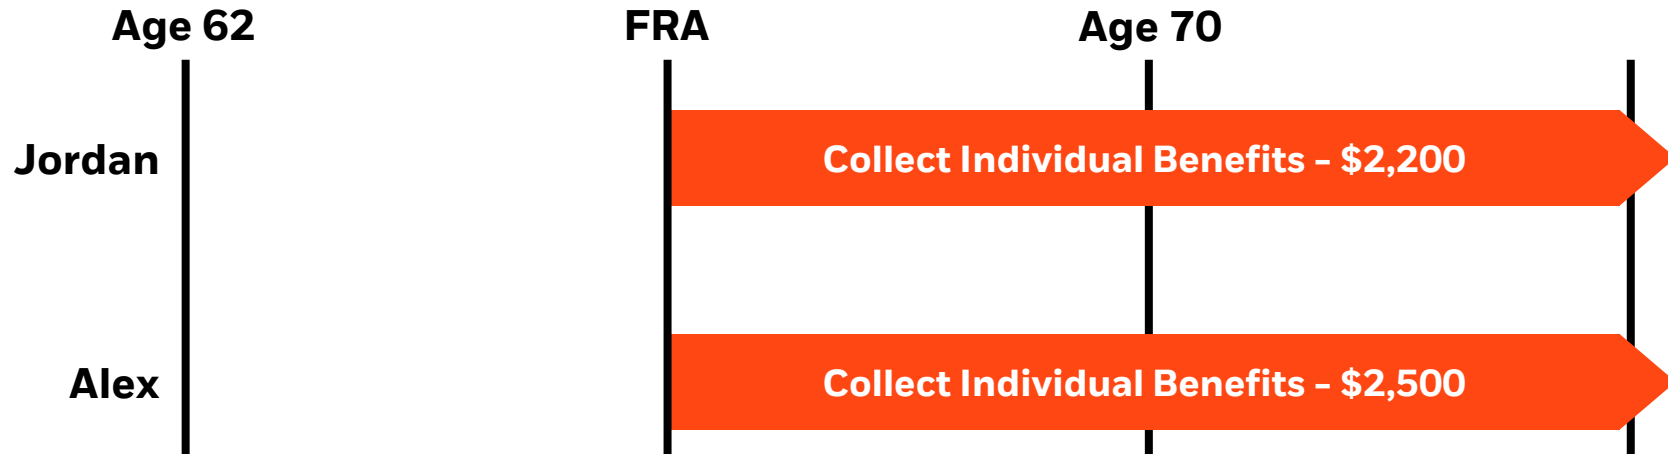 Age 62
FRA
Age 70
Jordan
Collect Individual Benefits – $2,200
Alex
Collect Individual Benefits – $2,500